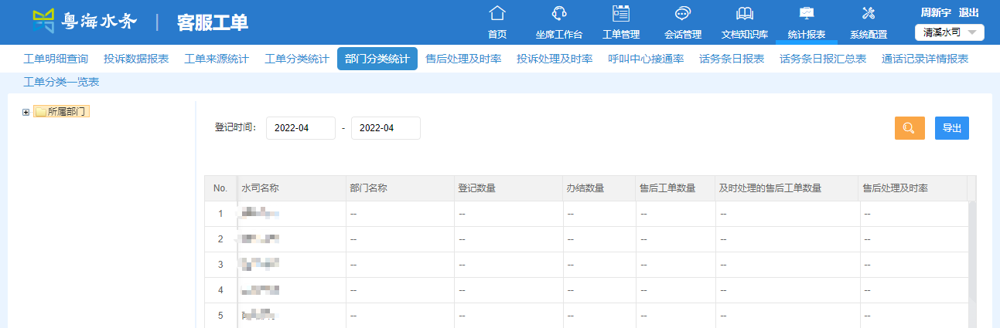 粤海水务 | 客服工单
首页 坐席工作台 工单管理 会话管理 文档知识库 统计报表 系统配置
周新宇 退出
清溪水司
工单明细查询 投诉数据报表 工单来源统计 工单分类统计 部门分类统计 售后处理及时率 投诉处理及时率 呼叫中心接通率 话务条日报表 话务条日报汇总表 通话记录详情报表
工单分类一览表
所属部门
登记时间： 2022-04 - 2022-04 导出
No. 水司名称 部门名称 登记数量 办结数量 售后工单数量 及时处理的售后工单数量 售后处理及时率
1 -- -- -- -- -- --
2 -- -- -- -- -- --
3 -- -- -- -- -- --
4 -- -- -- -- -- --
5 -- -- -- -- -- --